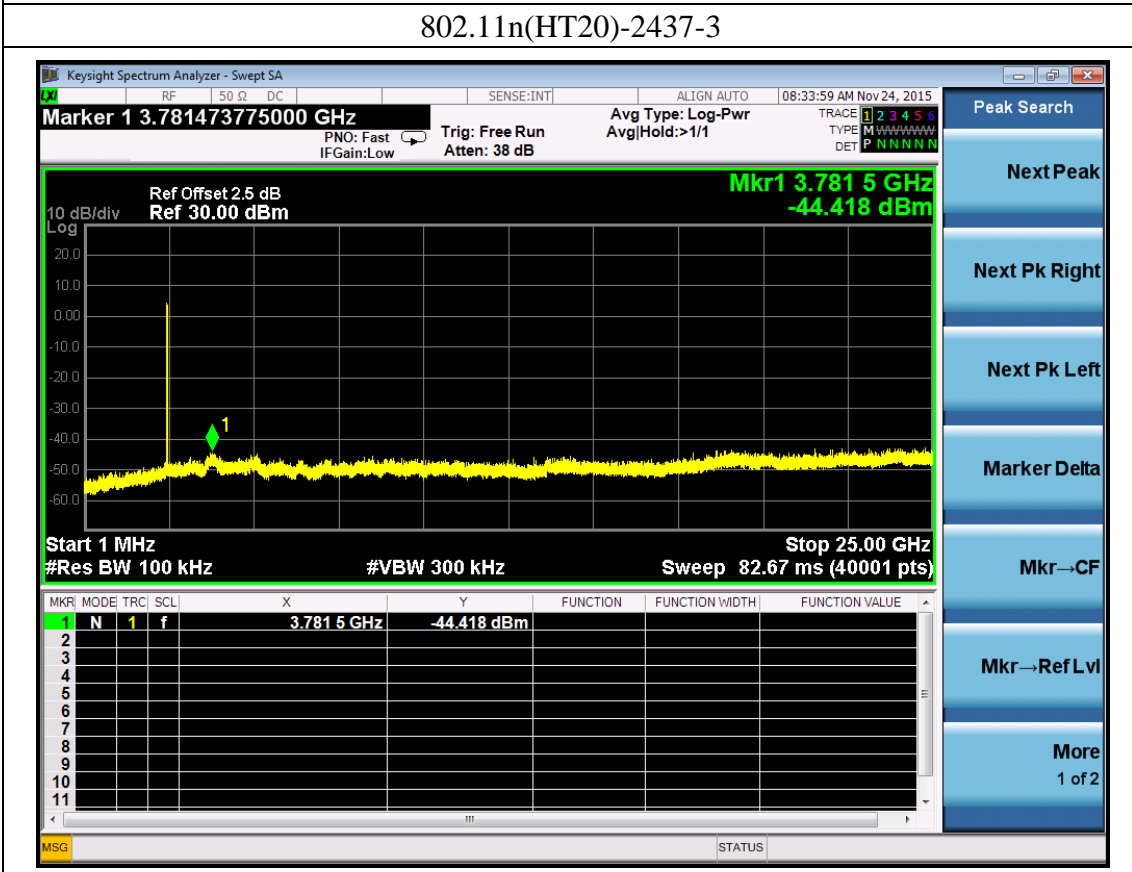 802.11n(HT20)-2437-3
Keysight Spectrum Analyzer - Swept SA
LXI RF 50 Ω DC SENSE:INT ALIGN AUTO 08:33:59 AM Nov 24, 2015
Marker 1 3.781473775000 GHz
PNO: Fast
IFGain:Low
Trig: Free Run
Atten: 38 dB
Avg Type: Log-Pwr
Avg|Hold:>1/1
TRACE 1 2 3 4 5 6
TYPE M W W W W W
DET P N N N N N
Ref Offset 2.5 dB
10 dB/div Ref 30.00 dBm
Log
Mkr1 3.781 5 GHz
-44.418 dBm
20.0
10.0
0.00
-10.0
-20.0
-30.0
-40.0
-50.0
-60.0
1
Start 1 MHz Stop 25.00 GHz
#Res BW 100 kHz #VBW 300 kHz Sweep 82.67 ms (40001 pts)
MKR MODE TRC SCL X Y FUNCTION FUNCTION WIDTH FUNCTION VALUE
1 N 1 f 3.781 5 GHz -44.418 dBm
2
3
4
5
6
7
8
9
10
11
MSG STATUS
Peak Search
Next Peak
Next Pk Right
Next Pk Left
Marker Delta
Mkr→CF
Mkr→Ref Lvl
More
1 of 2